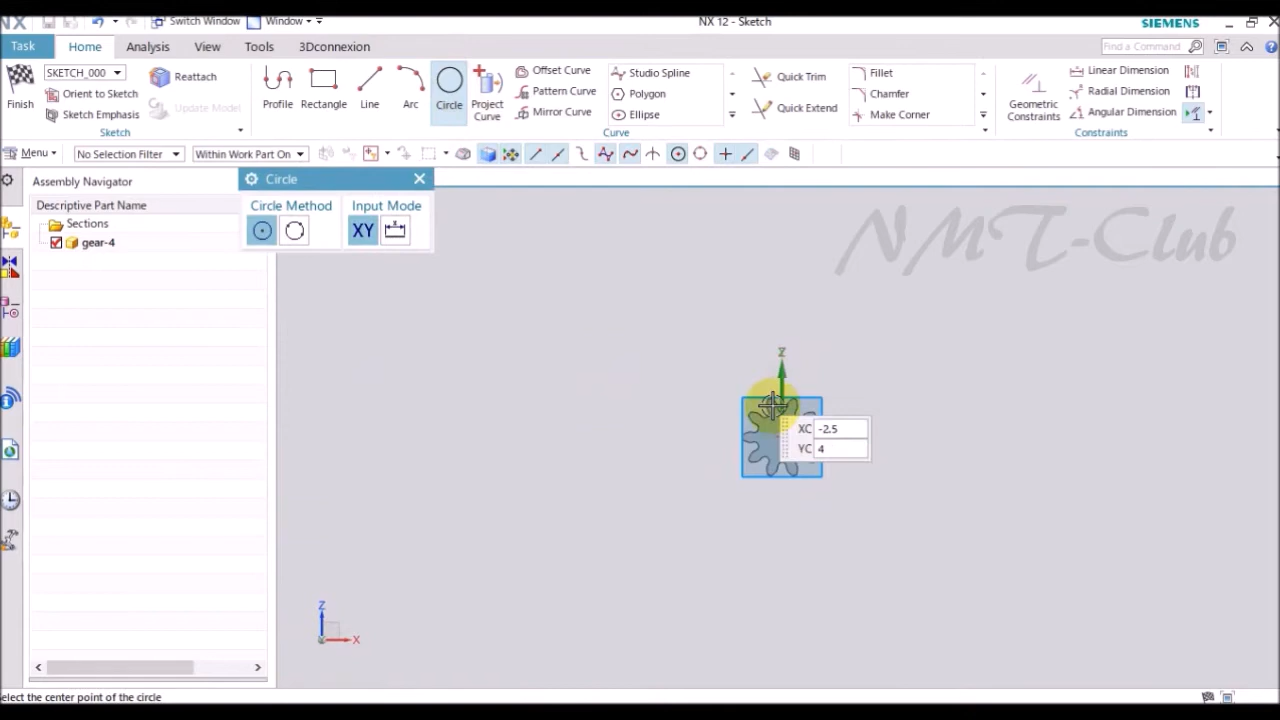 NX
Switch Window
Window
NX 12 - Sketch
SIEMENS
Task
Home
Analysis
View
Tools
3Dconnexion
Find a Command
Finish
SKETCH_000
Orient to Sketch
Sketch Emphasis
Reattach
Update Model
Sketch
Profile
Rectangle
Line
Arc
Circle
Project
Curve
Offset Curve
Pattern Curve
Mirror Curve
Studio Spline
Polygon
Ellipse
Quick Trim
Quick Extend
Fillet
Chamfer
Make Corner
Curve
Geometric
Constraints
Linear Dimension
Radial Dimension
Angular Dimension
Constraints
Menu
No Selection Filter
Within Work Part On
Assembly Navigator
Descriptive Part Name
Sections
gear-4
Circle
Circle Method
Input Mode
XY
NMT-Club
Z
XC -2.5
YC 4
Z
X
elect the center point of the circle